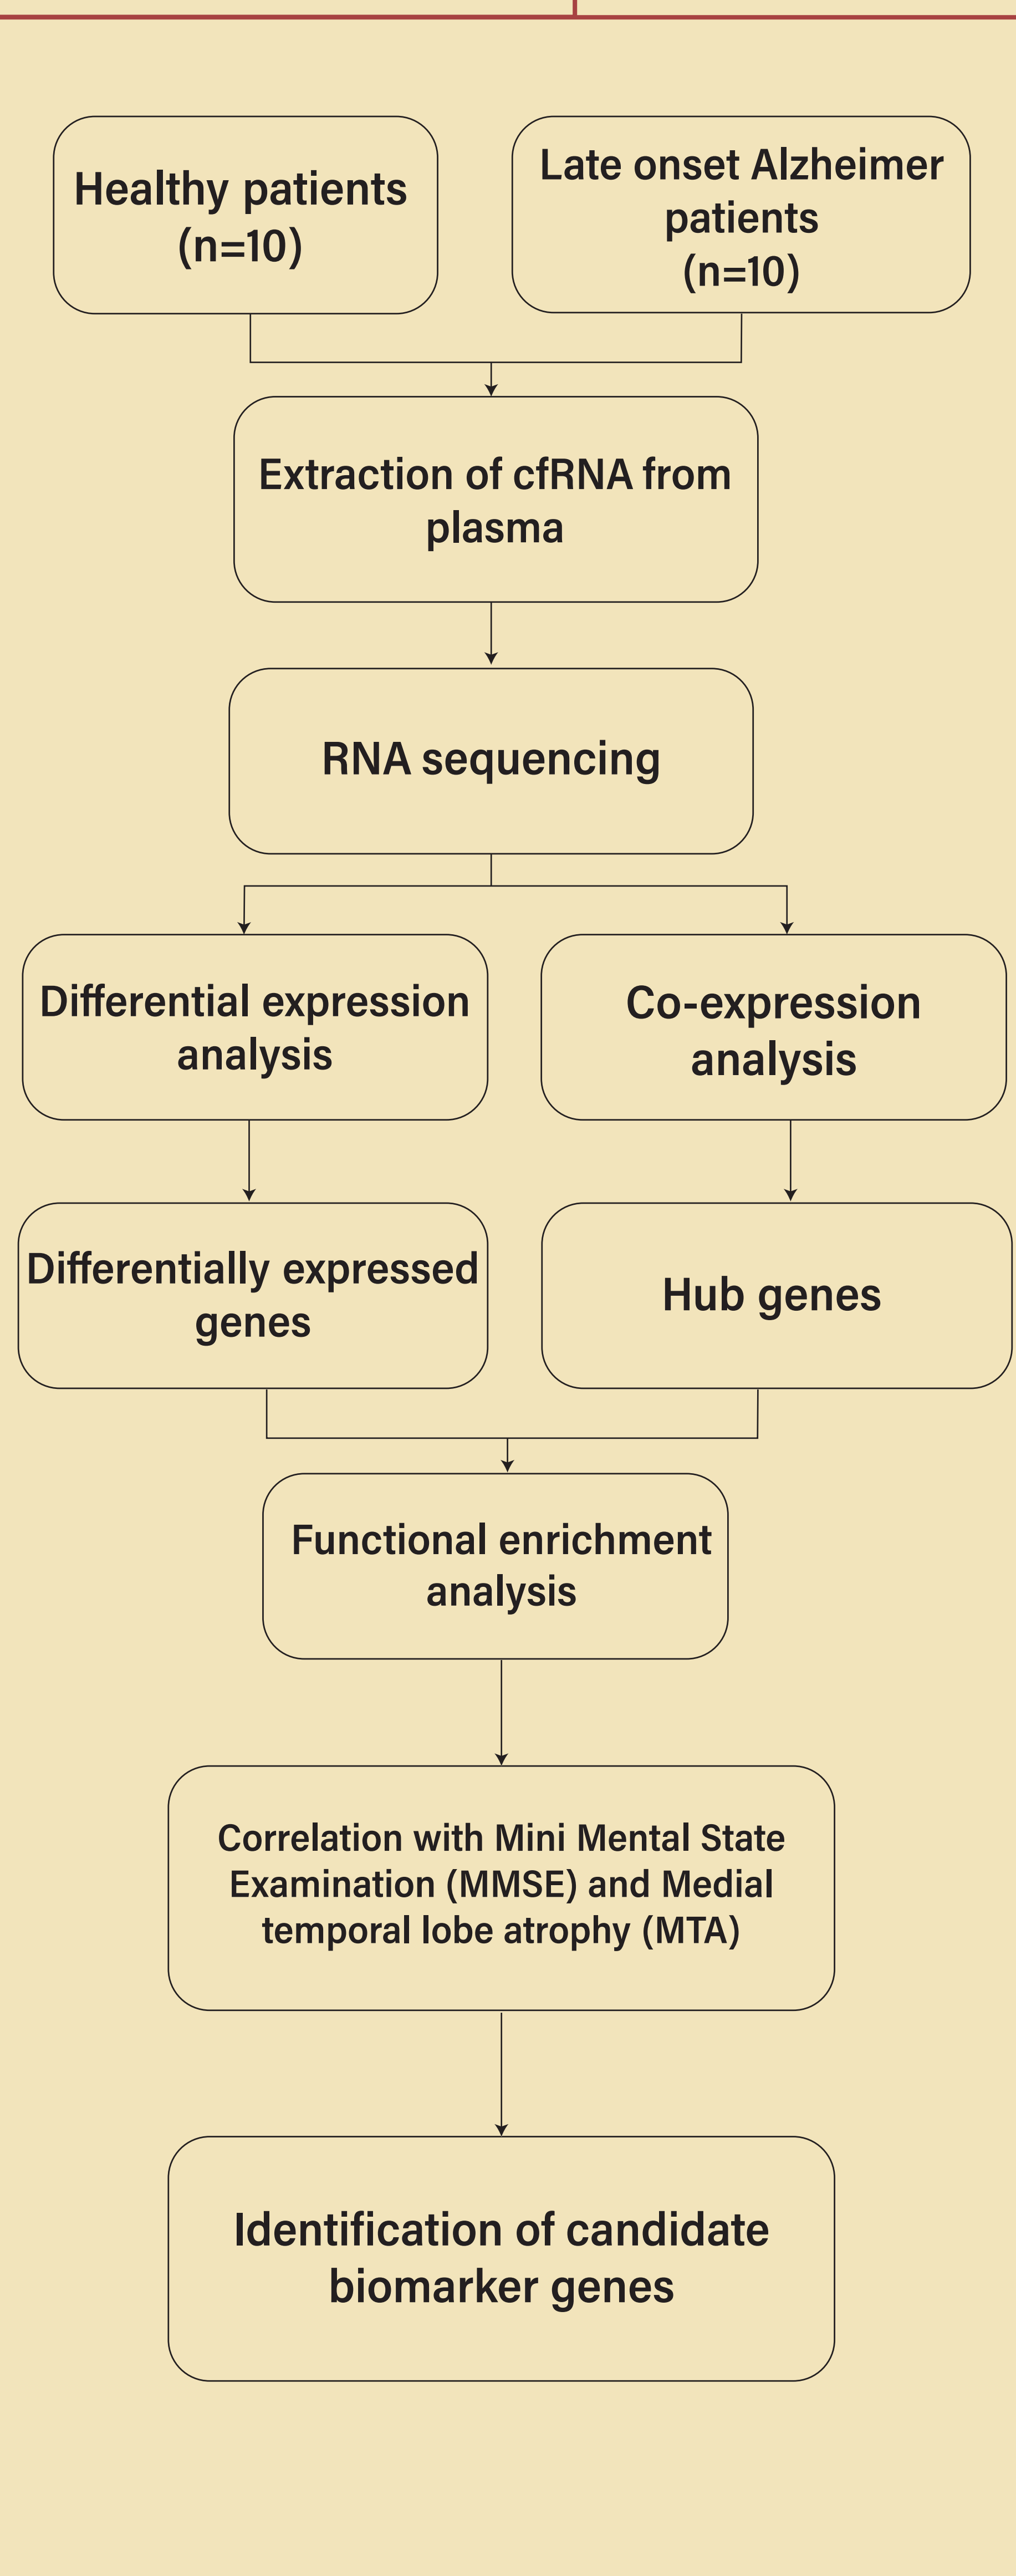 Healthy patients
(n=10)
Late onset Alzheimer
patients
(n=10)
Extraction of cfRNA from
plasma
RNA sequencing
Differential expression
analysis
Co-expression
analysis
Differentially expressed
genes
Hub genes
Functional enrichment
analysis
Correlation with Mini Mental State
Examination (MMSE) and Medial
temporal lobe atrophy (MTA)
Identification of candidate
biomarker genes